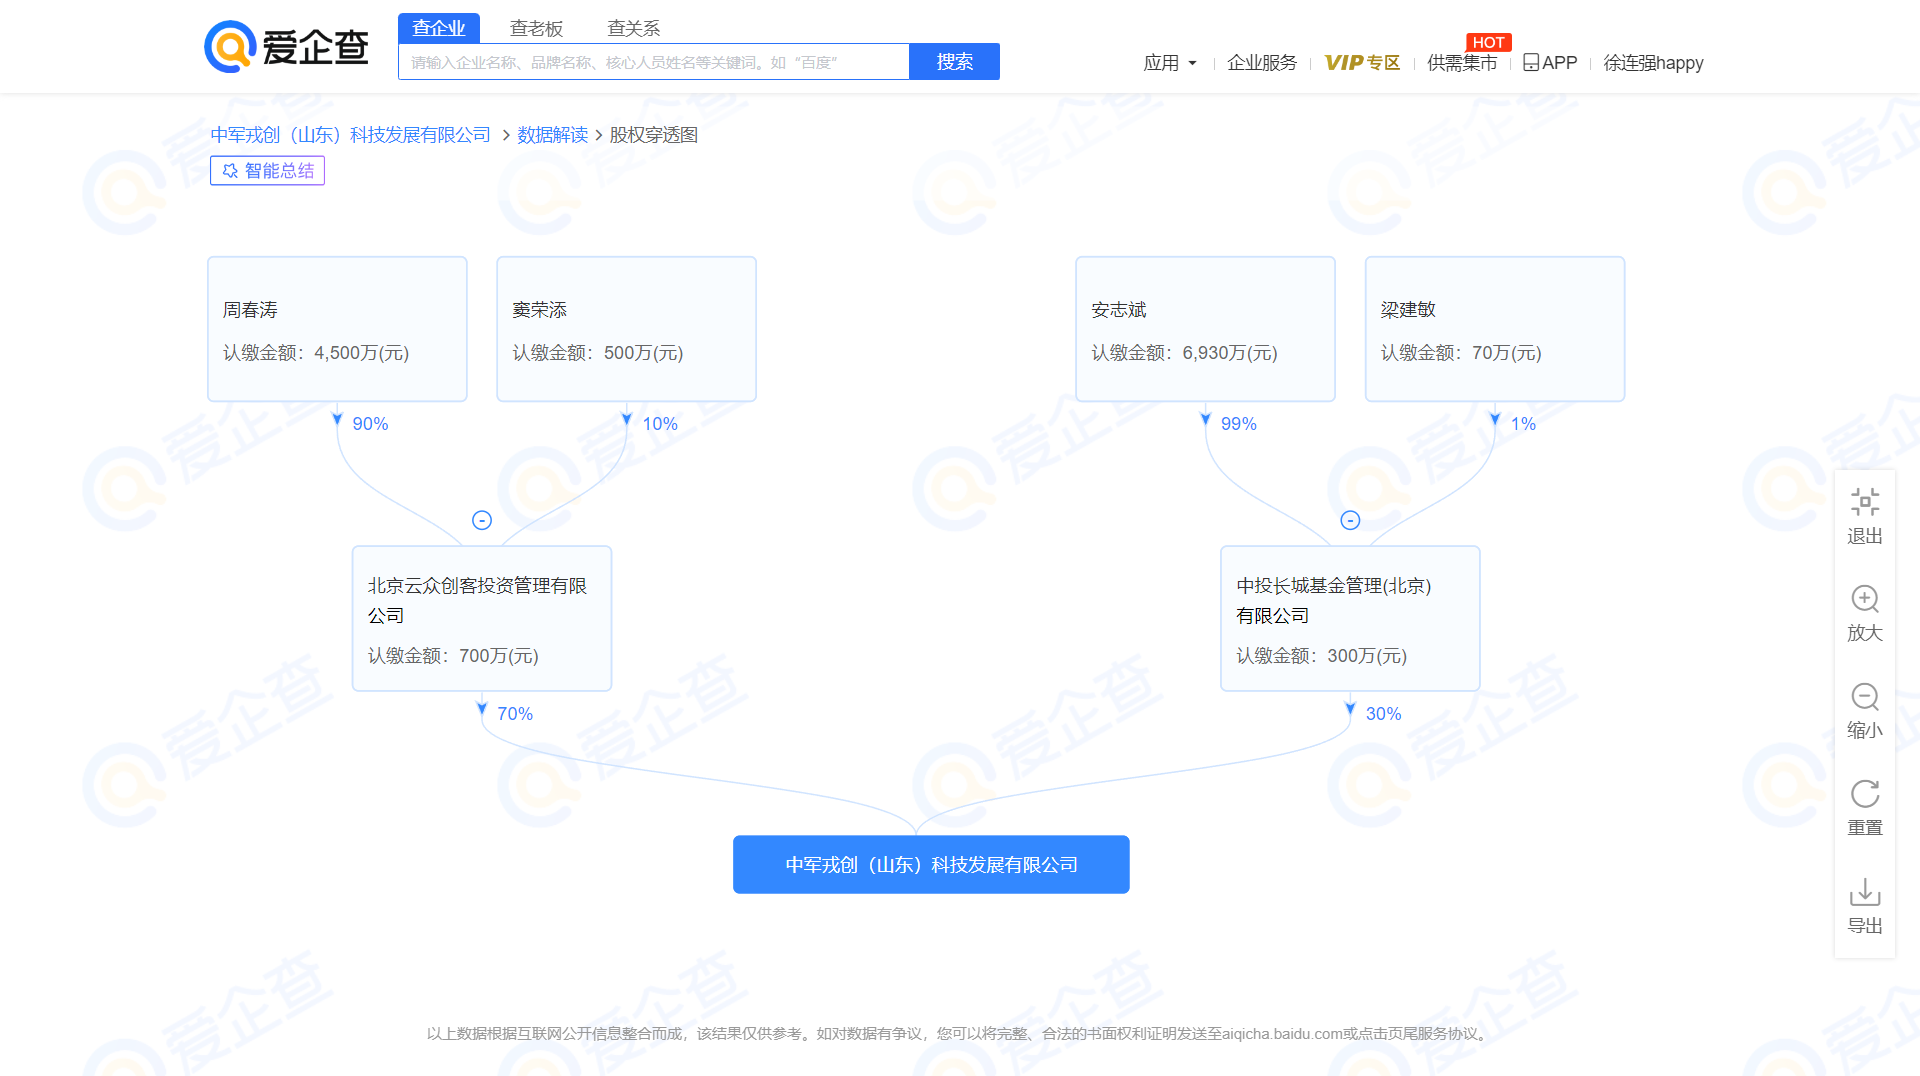 爱企查
查企业 查老板 查关系
请输入企业名称、品牌名称、核心人员姓名等关键词。如“百度”
搜索
应用 企业服务 VIP专区 供需集市 HOT APP 徐连强happy
中军戎创（山东）科技发展有限公司 > 数据解读 > 股权穿透图
智能总结
周春涛
认缴金额：4,500万(元)
90%
窦荣添
认缴金额：500万(元)
10%
安志斌
认缴金额：6,930万(元)
99%
梁建敏
认缴金额：70万(元)
1%
北京云众创客投资管理有限
公司
认缴金额：700万(元)
70%
中投长城基金管理(北京)
有限公司
认缴金额：300万(元)
30%
中军戎创（山东）科技发展有限公司
退出
放大
缩小
重置
导出
以上数据根据互联网公开信息整合而成，该结果仅供参考。如对数据有争议，您可以将完整、合法的书面权利证明发送至aiqicha.baidu.com或点击页尾服务协议。